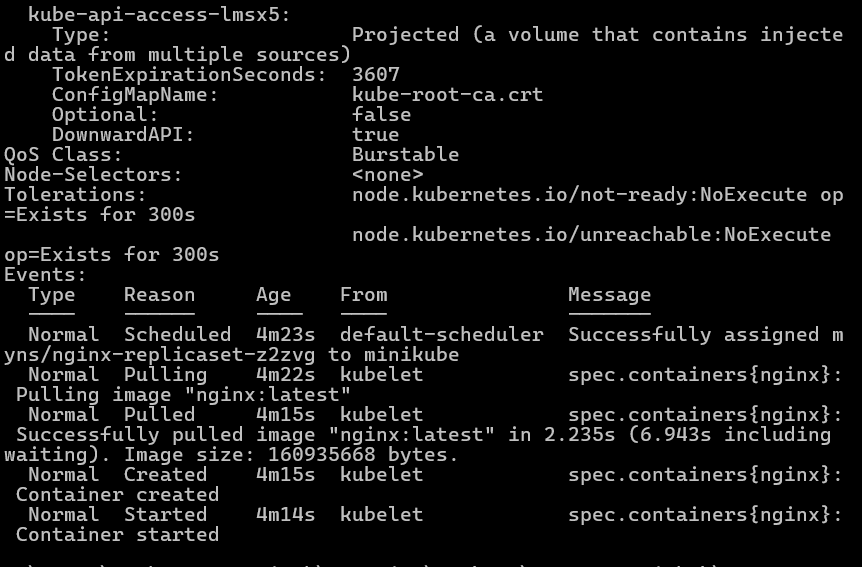 kube-api-access-lmsx5:
Type: Projected (a volume that contains injecte
d data from multiple sources)
TokenExpirationSeconds: 3607
ConfigMapName: kube-root-ca.crt
Optional: false
DownwardAPI: true
QoS Class: Burstable
Node-Selectors: <none>
Tolerations: node.kubernetes.io/not-ready:NoExecute op
=Exists for 300s
node.kubernetes.io/unreachable:NoExecute
op=Exists for 300s
Events:
Type Reason Age From Message
---- ------ ---- ---- -------
Normal Scheduled 4m23s default-scheduler Successfully assigned m
yns/nginx-replicaset-z2zvg to minikube
Normal Pulling 4m22s kubelet spec.containers{nginx}:
Pulling image "nginx:latest"
Normal Pulled 4m15s kubelet spec.containers{nginx}:
Successfully pulled image "nginx:latest" in 2.235s (6.943s including
waiting). Image size: 160935668 bytes.
Normal Created 4m15s kubelet spec.containers{nginx}:
Container created
Normal Started 4m14s kubelet spec.containers{nginx}:
Container started